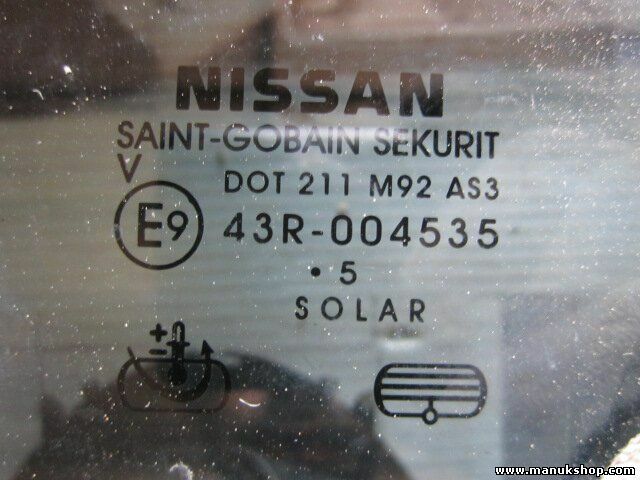 NISSAN
SAINT-GOBAIN SEKURIT
V
DOT 211 M92 AS3
E9 43R-004535
• 5
SOLAR
+
-
www.manukshop.com